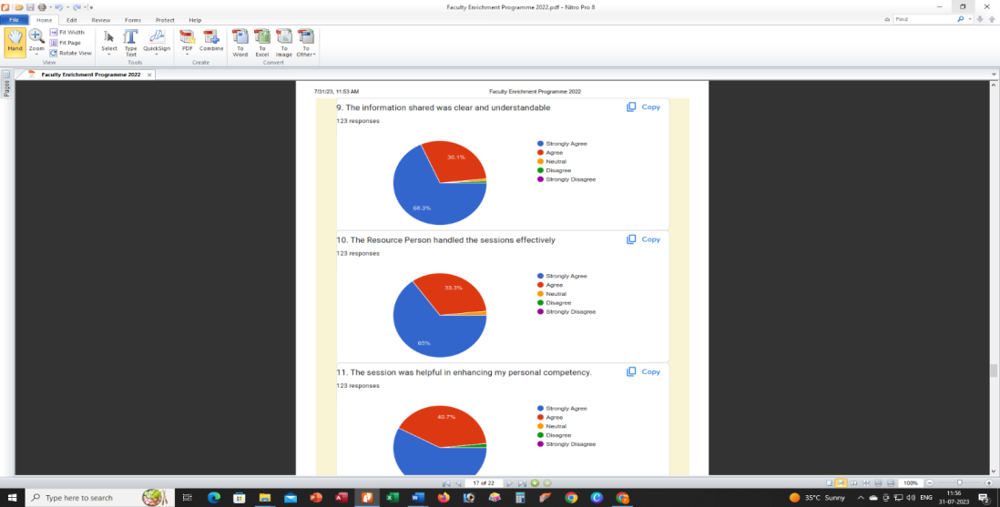 Faculty Enrichment Programme 2022.pdf - Nitro Pro 8
File Home Edit Review Forms Protect Help Find
Hand
Zoom
Fit Width
Fit Page
Rotate View
Select
Type Text
QuickSign
PDF
Combine
To Word
To Excel
To Image
To Other
View Tools Create Convert
Faculty Enrichment Programme 2022
Pages
7/31/23, 11:53 AM Faculty Enrichment Programme 2022
9. The information shared was clear and understandable
Copy
123 responses
30.1%
68.3%
Strongly Agree
Agree
Neutral
Disagree
Strongly Disagree
10. The Resource Person handled the sessions effectively
Copy
123 responses
33.3%
65%
Strongly Agree
Agree
Neutral
Disagree
Strongly Disagree
11. The session was helpful in enhancing my personal competency.
Copy
123 responses
40.7%
Strongly Agree
Agree
Neutral
Disagree
Strongly Disagree
17 of 22
100%
Type here to search
35°C Sunny
ENG
11:56
31-07-2023
2